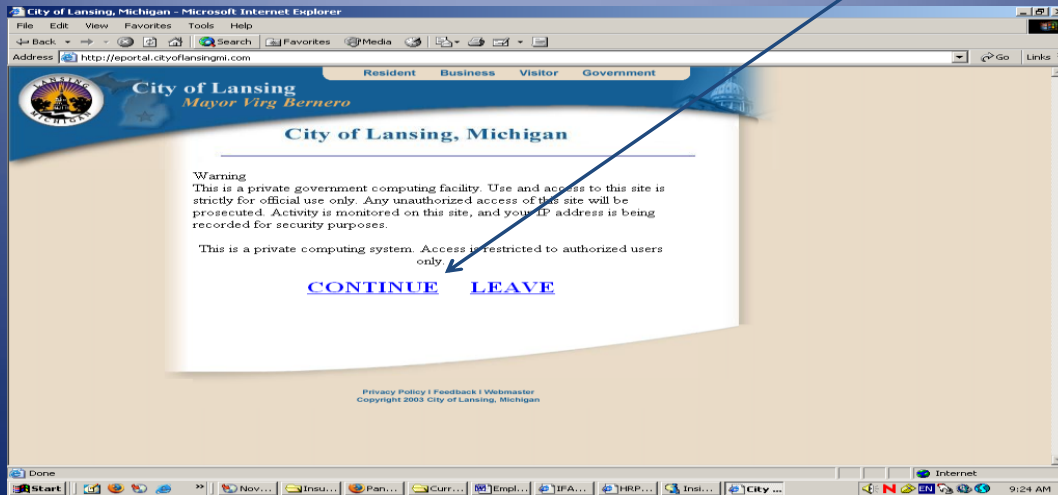 City of Lansing, Michigan - Microsoft Internet Explorer
File Edit View Favorites Tools Help
Back Search Favorites Media
Address http://eportal.cityoflansingmi.com Go Links
Resident Business Visitor Government
LANSING
MICHIGAN
City of Lansing
Mayor Virg Bernero
City of Lansing, Michigan
Warning
This is a private government computing facility. Use and access to this site is
strictly for official use only. Any unauthorized access of this site will be
prosecuted. Activity is monitored on this site, and your IP address is being
recorded for security purposes.
This is a private computing system. Access is restricted to authorized users
only.
CONTINUE LEAVE
Privacy Policy I Feedback I Webmaster
Copyright 2003 City of Lansing, Michigan
Done Internet
Start » Nov... Insu... Pan... Curr... Empl... IFA... HRP... Insi... City ... N EN 9:24 AM